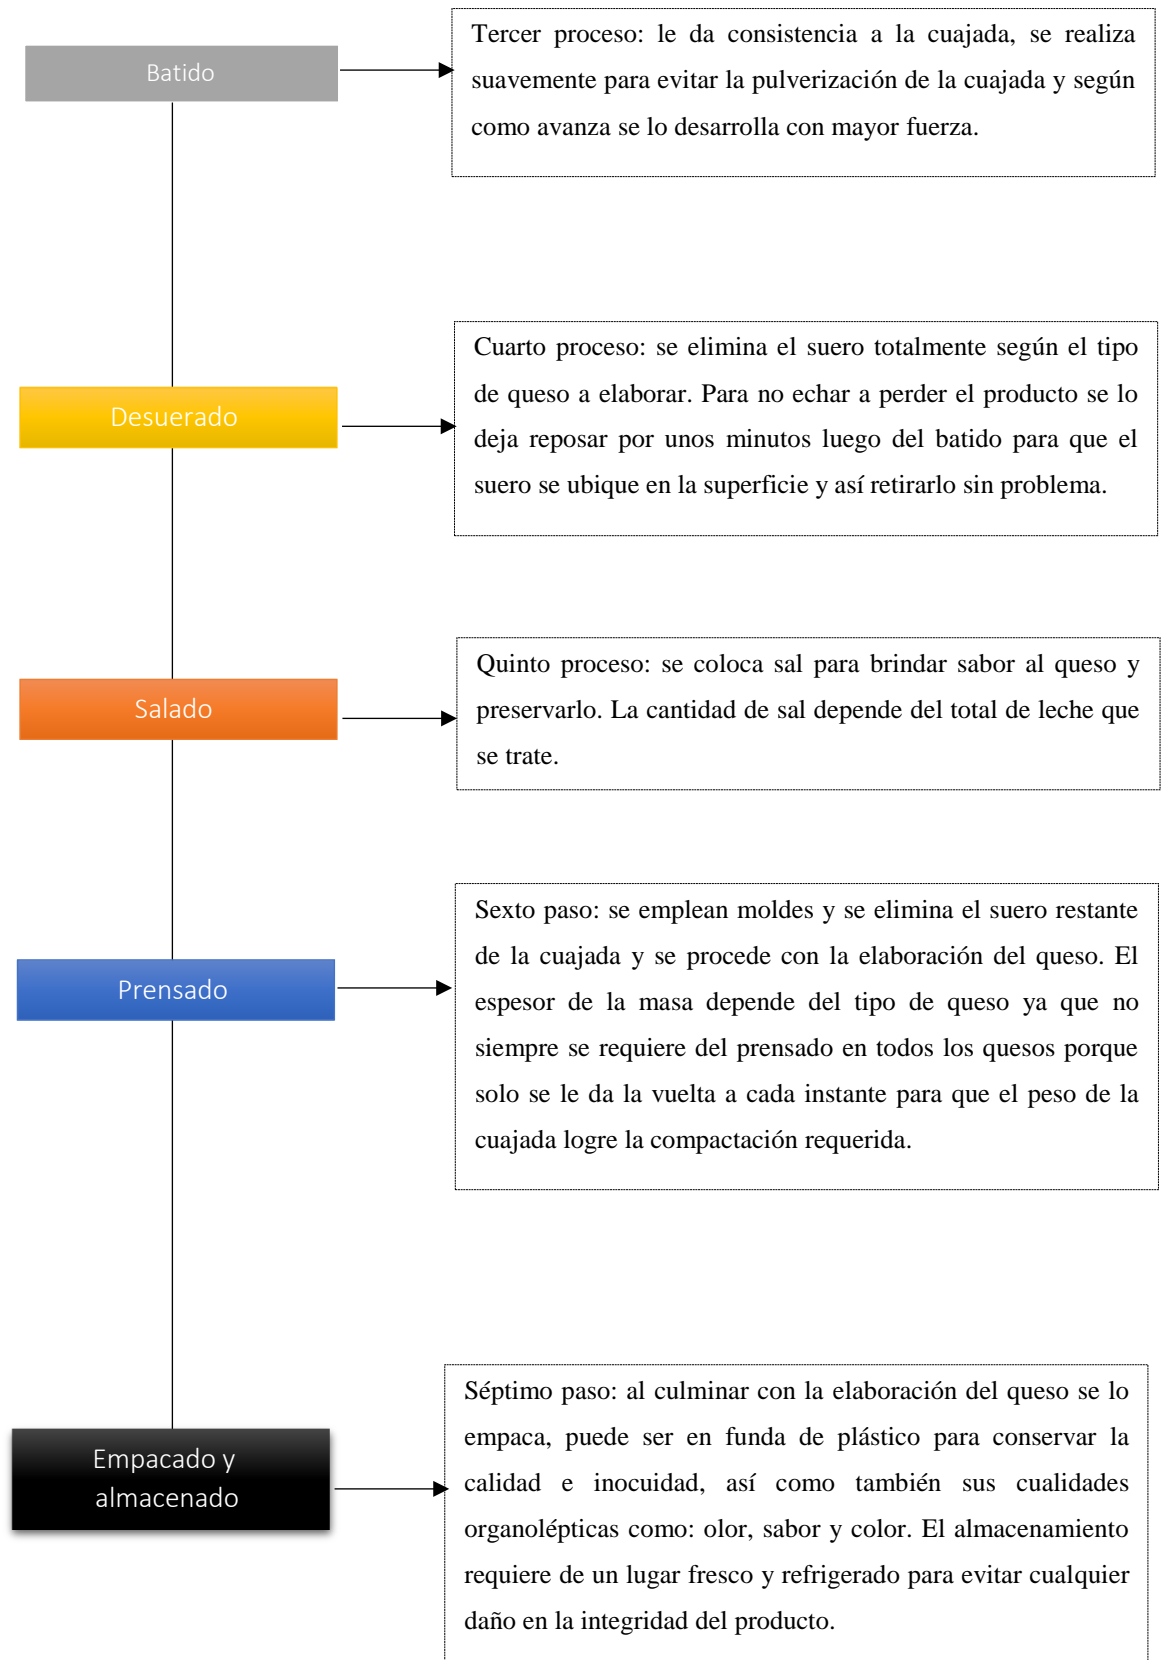 Batido
Tercer proceso: le da consistencia a la cuajada, se realiza
suavemente para evitar la pulverización de la cuajada y según
como avanza se lo desarrolla con mayor fuerza.
Desuerado
Cuarto proceso: se elimina el suero totalmente según el tipo
de queso a elaborar. Para no echar a perder el producto se lo
deja reposar por unos minutos luego del batido para que el
suero se ubique en la superficie y así retirarlo sin problema.
Salado
Quinto proceso: se coloca sal para brindar sabor al queso y
preservarlo. La cantidad de sal depende del total de leche que
se trate.
Prensado
Sexto paso: se emplean moldes y se elimina el suero restante
de la cuajada y se procede con la elaboración del queso. El
espesor de la masa depende del tipo de queso ya que no
siempre se requiere del prensado en todos los quesos porque
solo se le da la vuelta a cada instante para que el peso de la
cuajada logre la compactación requerida.
Empacado y
almacenado
Séptimo paso: al culminar con la elaboración del queso se lo
empaca, puede ser en funda de plástico para conservar la
calidad e inocuidad, así como también sus cualidades
organolépticas como: olor, sabor y color. El almacenamiento
requiere de un lugar fresco y refrigerado para evitar cualquier
daño en la integridad del producto.